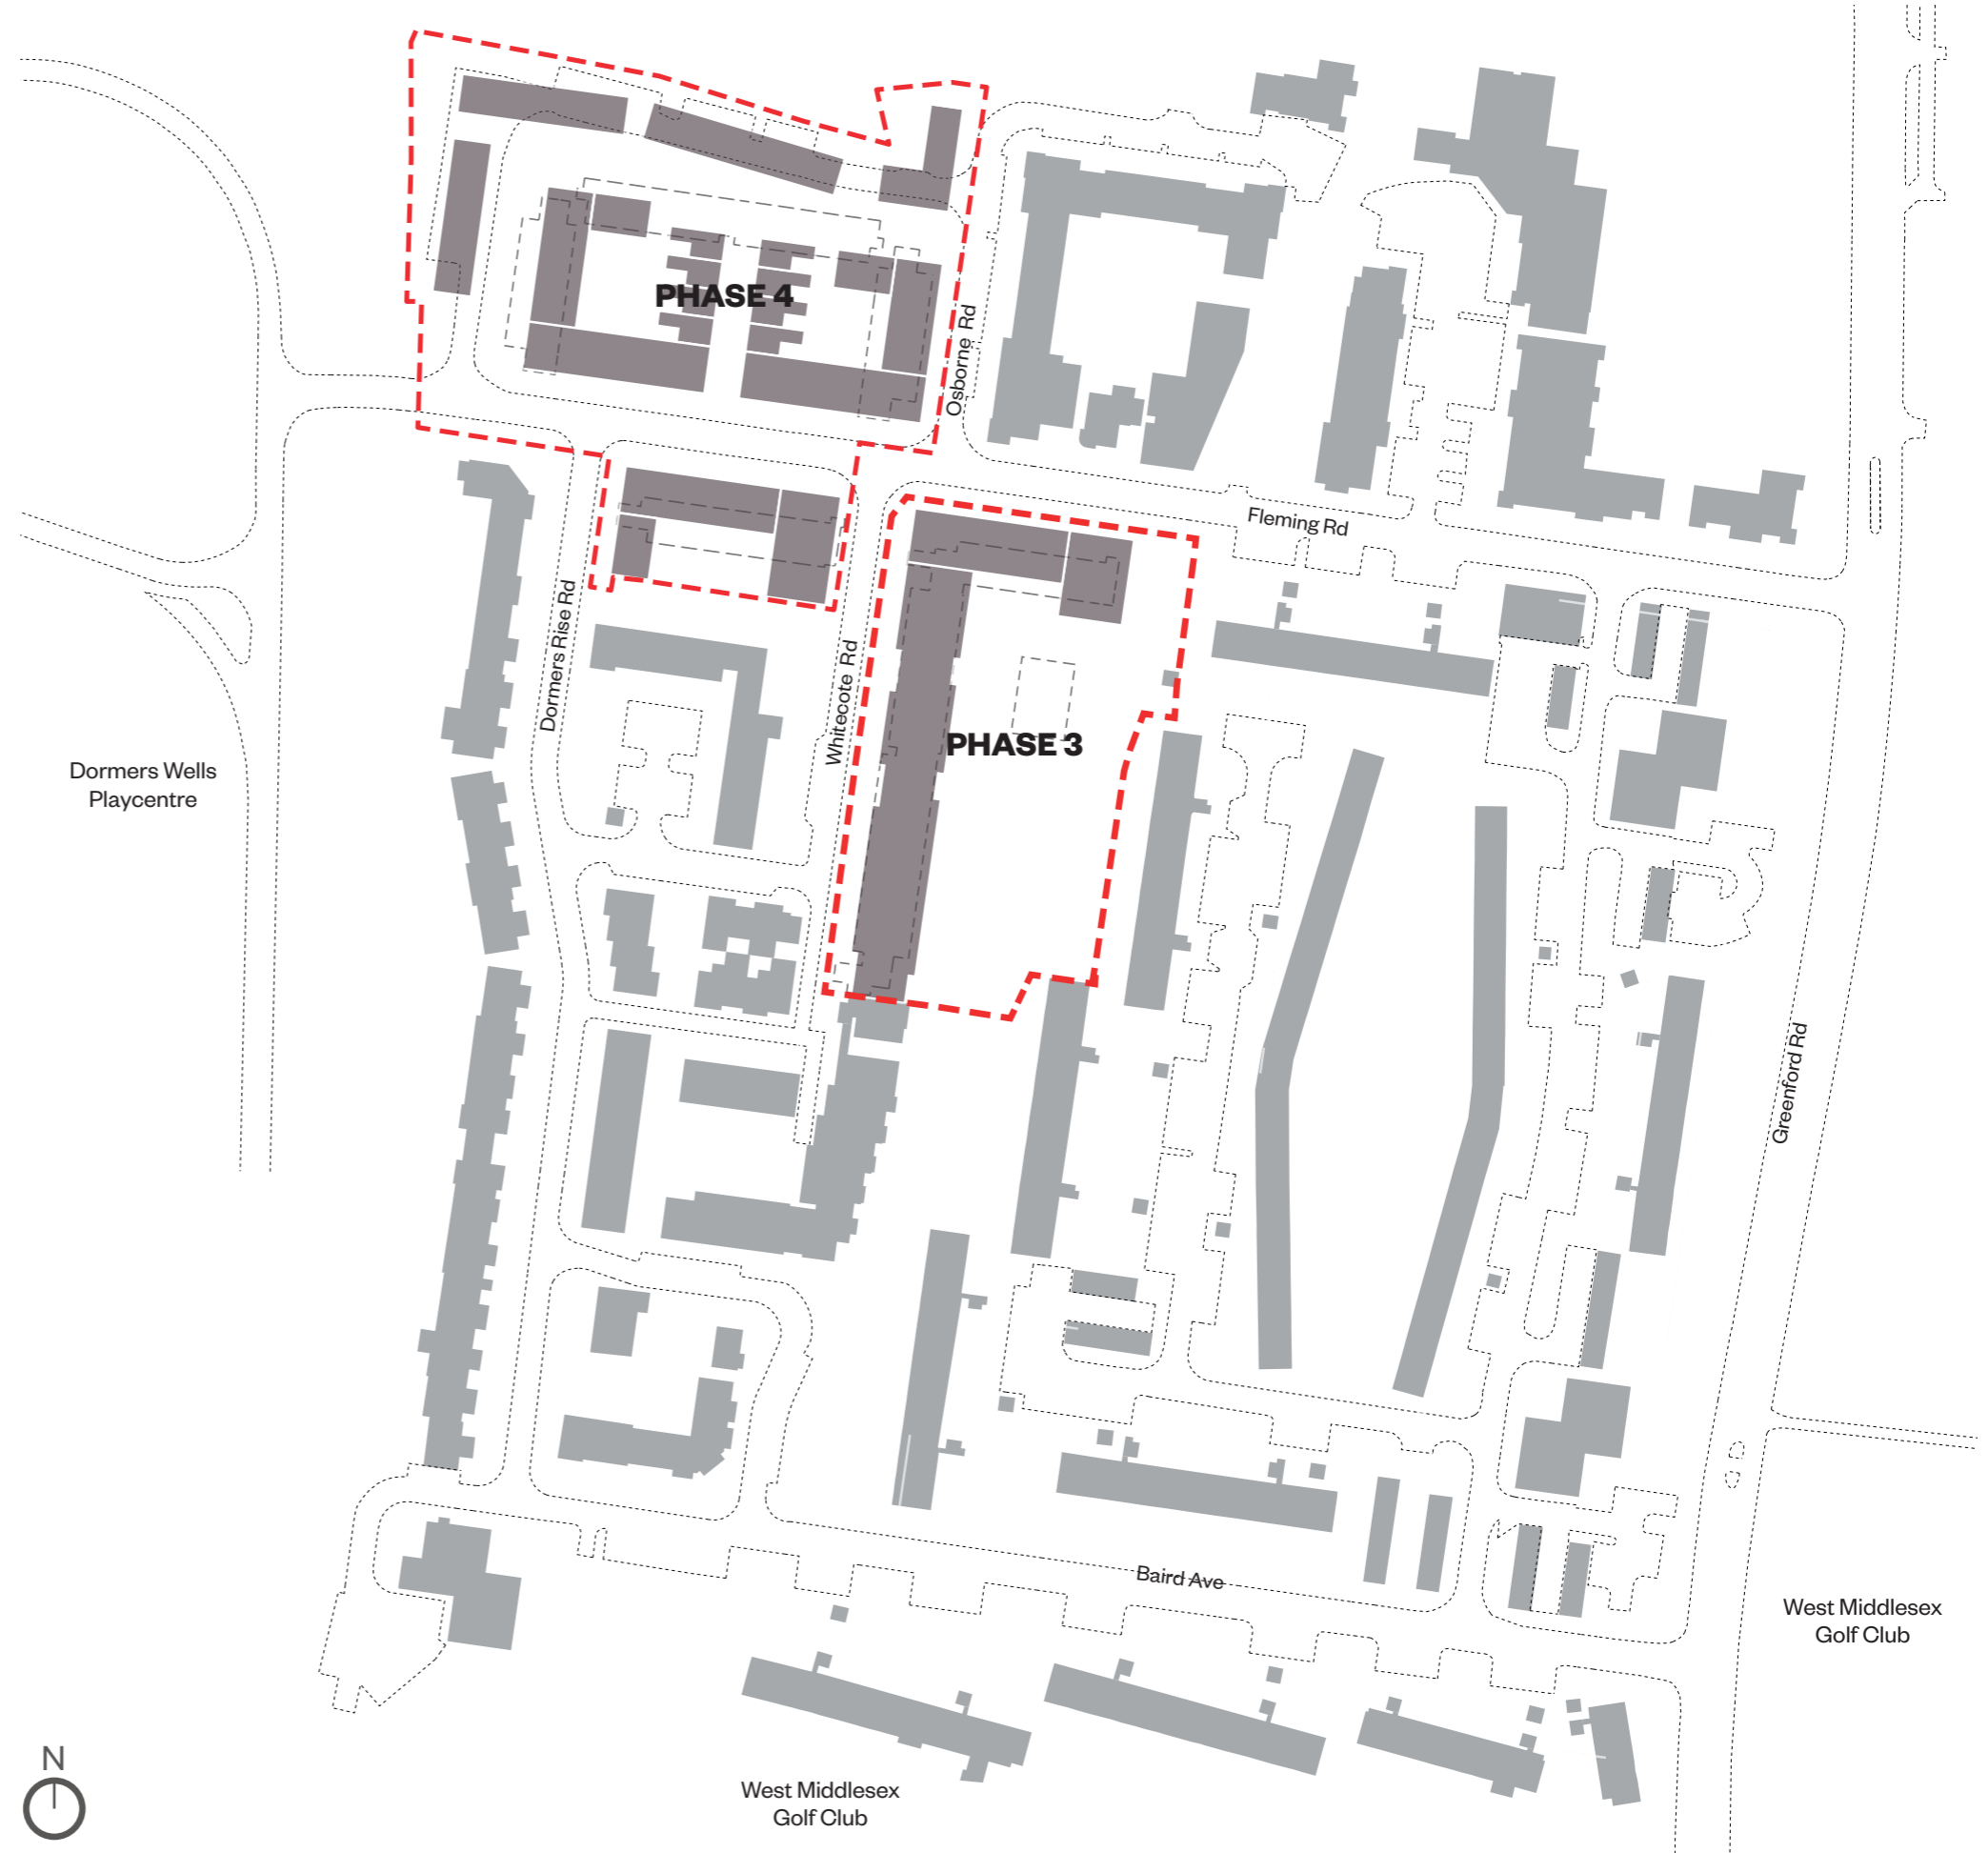 PHASE 4
Osborne Rd
Fleming Rd
Dormers Rise Rd
Whitecote Rd
PHASE 3
Dormers Wells
Playcentre
Greenford Rd
Baird Ave
West Middlesex
Golf Club
N
West Middlesex
Golf Club